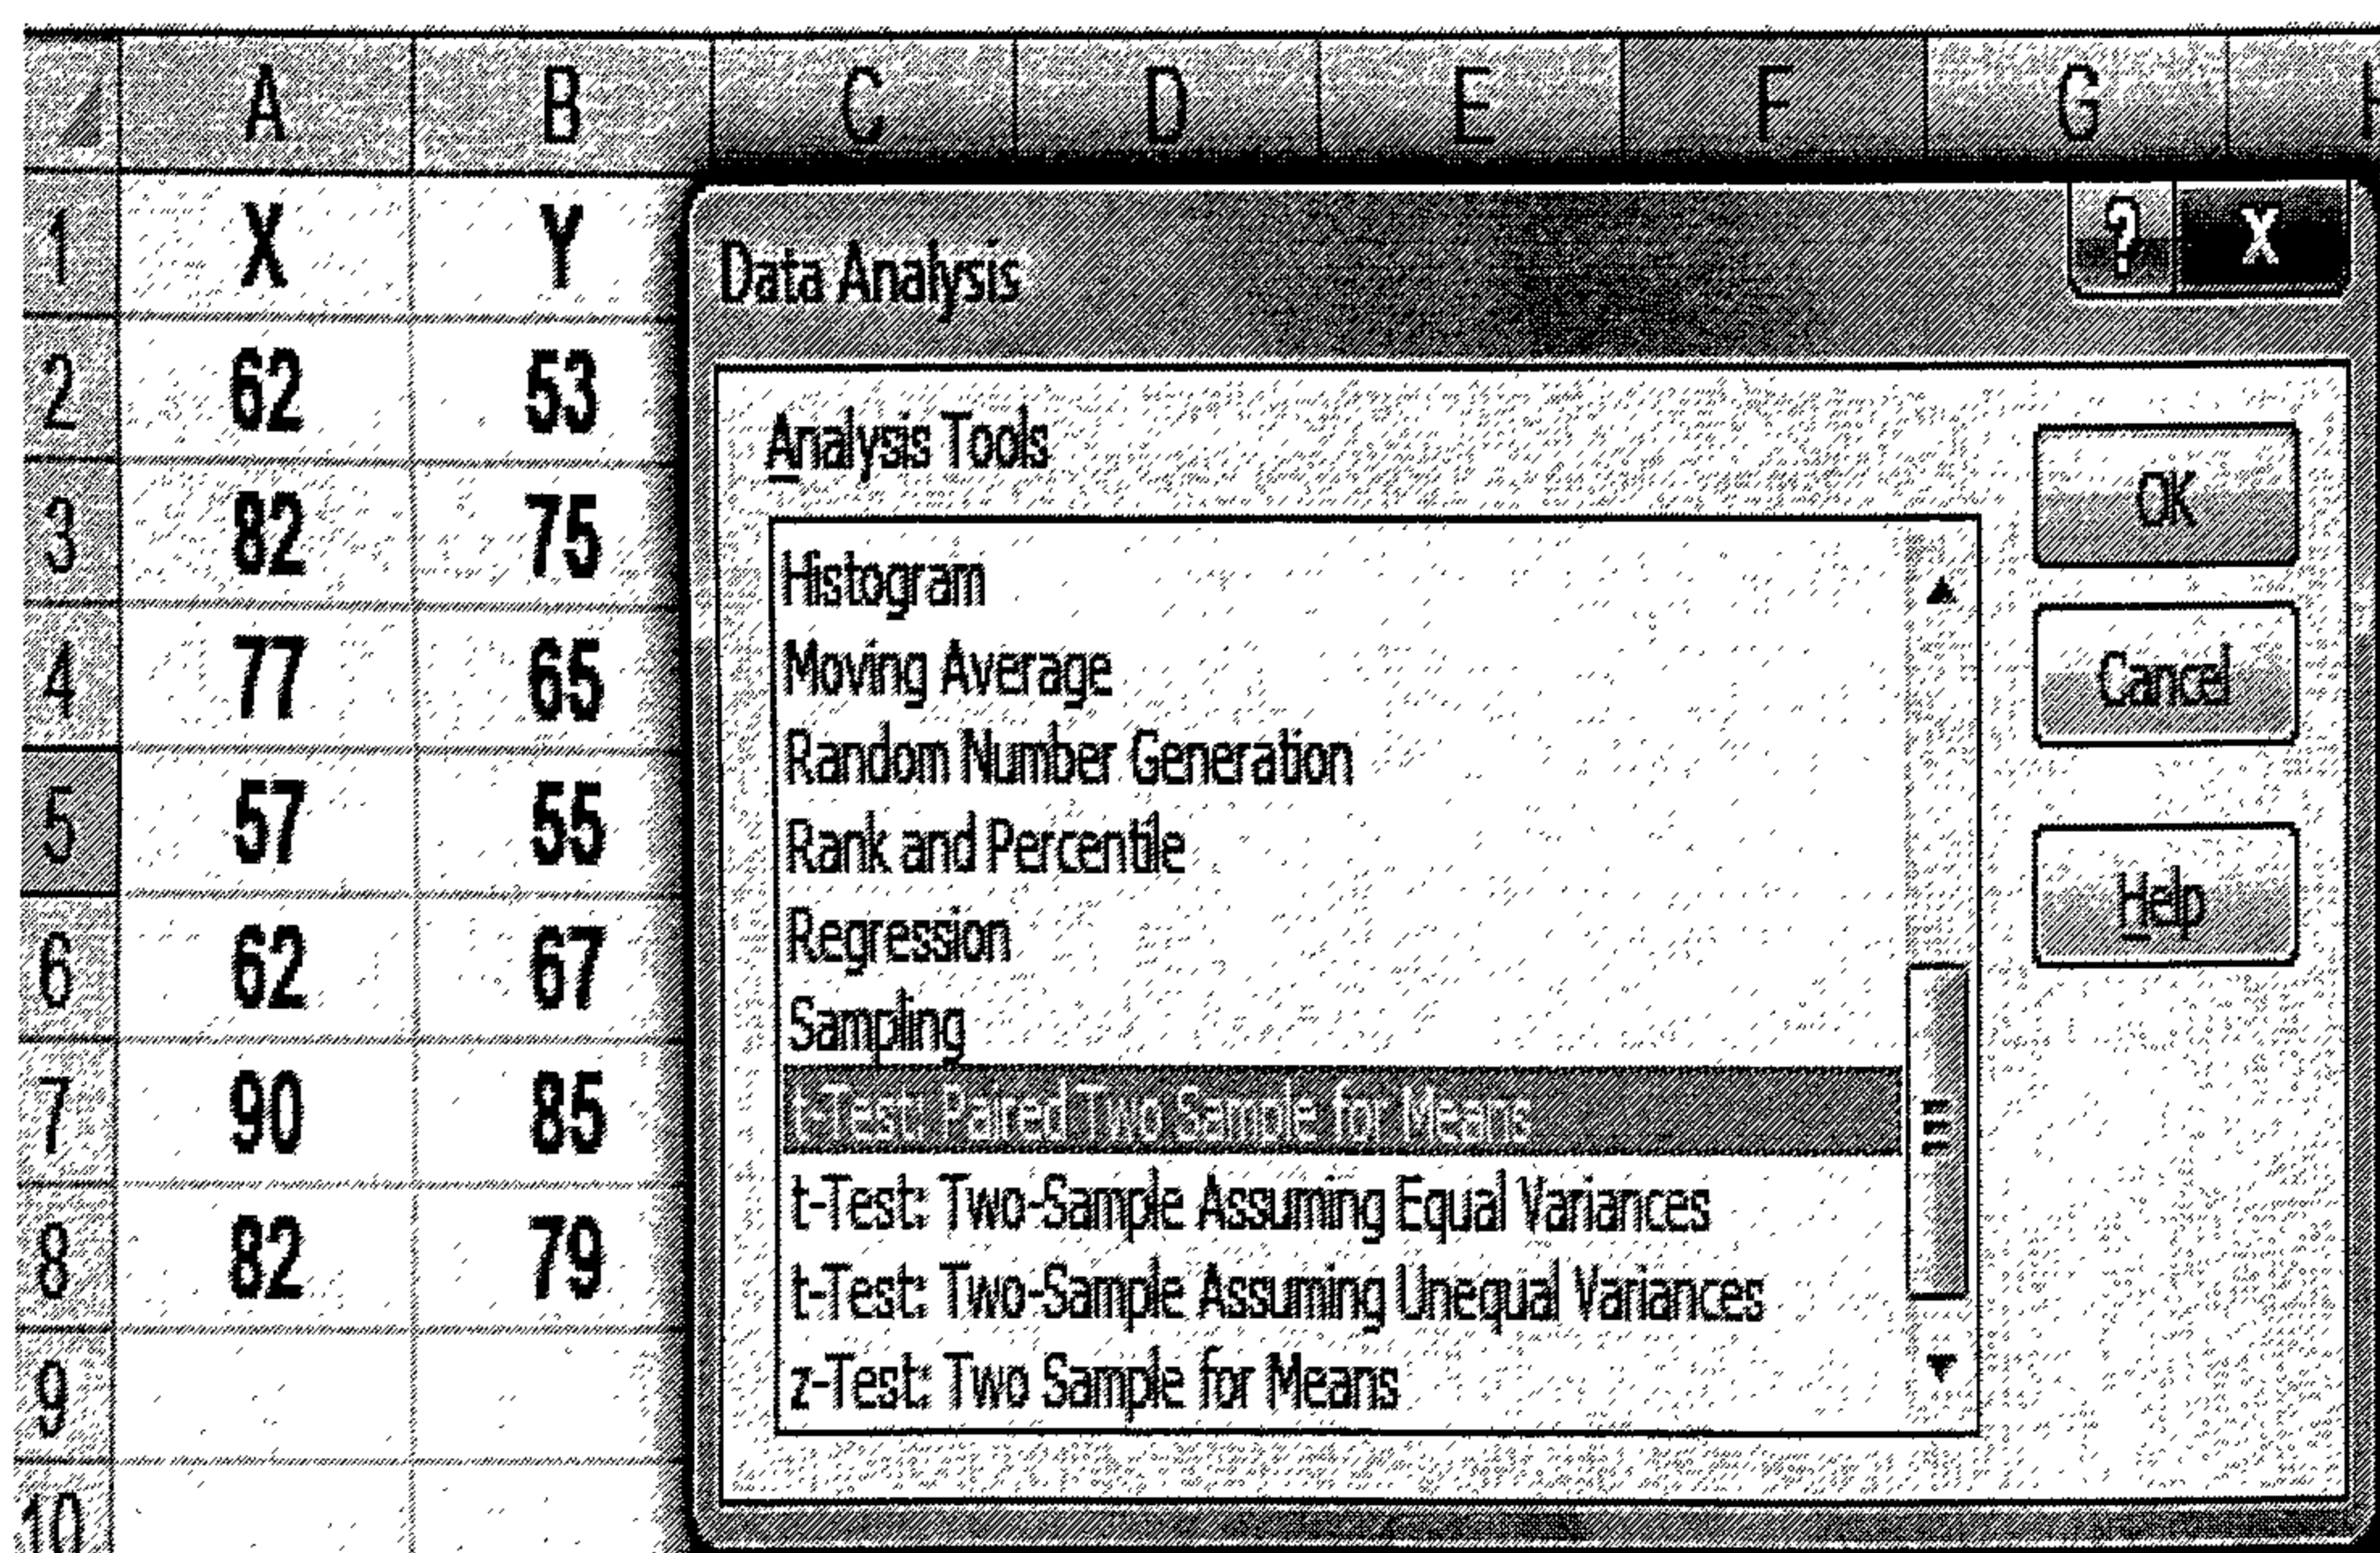 A B C D E F G
1 X Y
2 62 53
3 82 75
4 77 65
5 57 55
6 62 67
7 90 85
8 82 79
9
10
Data Analysis
? X
Analysis Tools
Histogram
Moving Average
Random Number Generation
Rank and Percentile
Regression
Sampling
t-Test: Paired Two Sample for Means
t-Test: Two-Sample Assuming Equal Variances
t-Test: Two-Sample Assuming Unequal Variances
z-Test: Two Sample for Means
OK
Cancel
Help